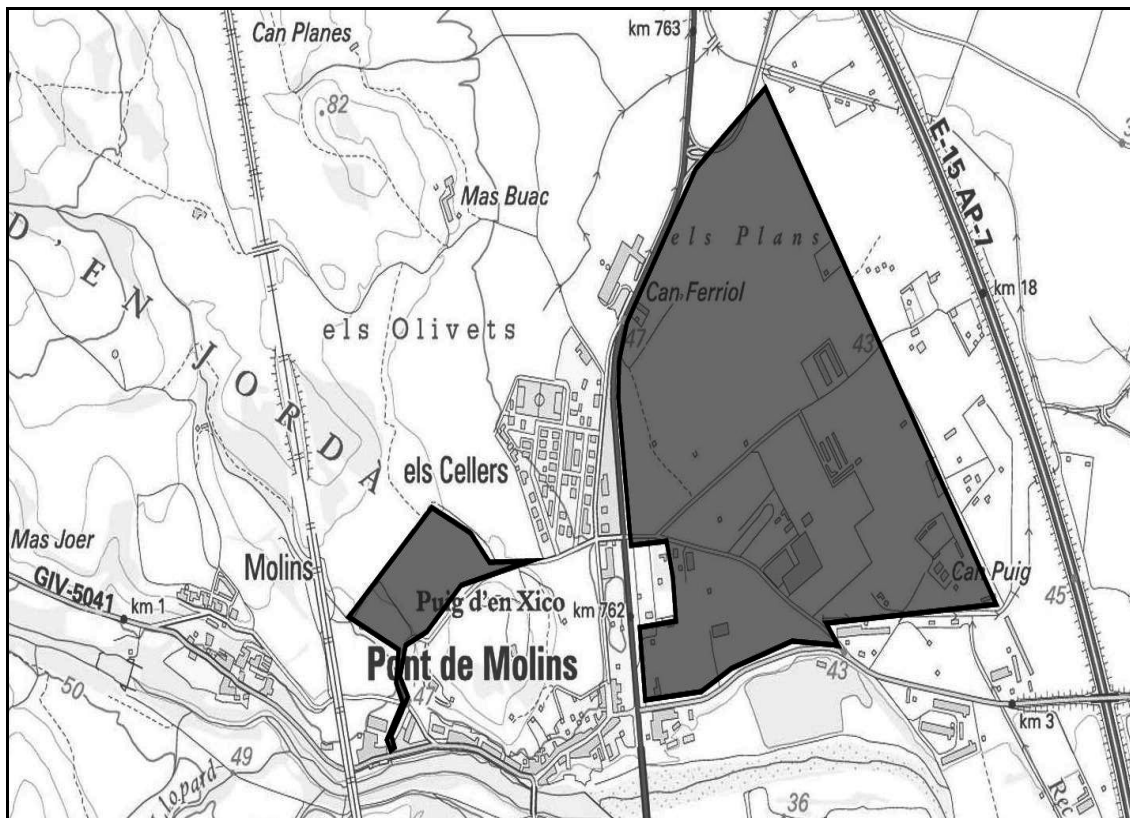 Can Planes
km 763
82
Mas Buac
E-15 AP-7
els Plans
D'EN JORDA
km 18
Can Ferriol
47
43
els Olivets
els Cellers
Mas Joer
Molins
GIV-5041
km 1
Can Puig
45
Puig d'en Xico
km 762
Pont de Molins
50
47
43
49
km 3
36
Rec